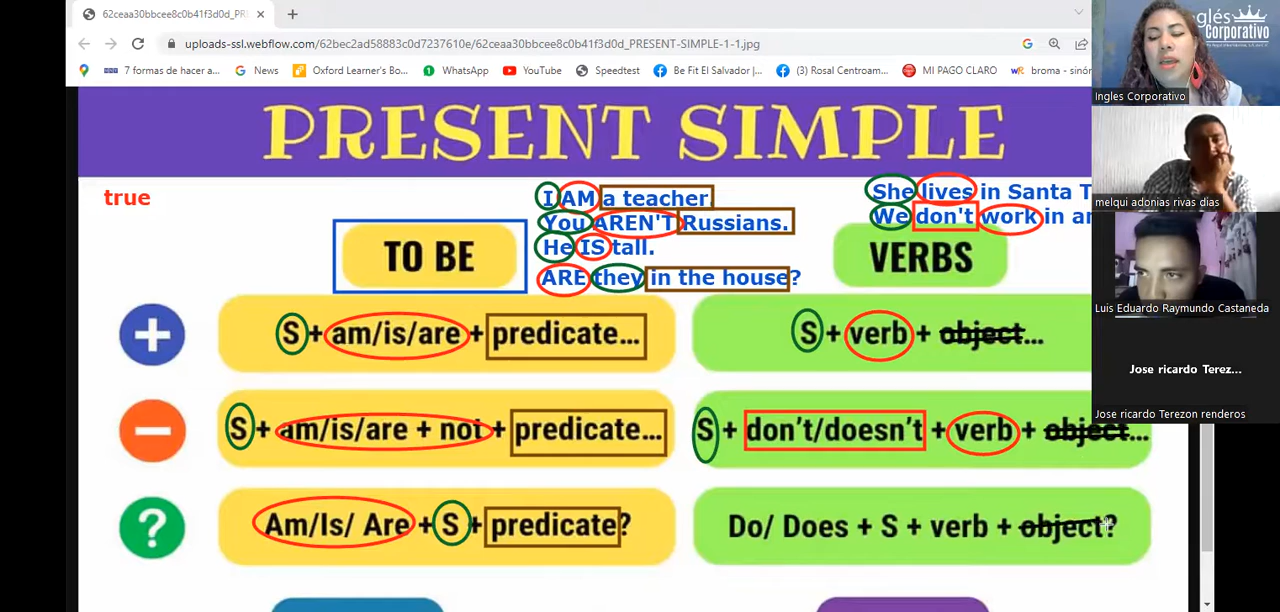 62ceaa30bbcee8c0b41f3d0d_PR
uploads-ssl.webflow.com/62bec2ad58883c0d7237610e/62ceaa30bbcee8c0b41f3d0d_PRESENT-SIMPLE-1-1.jpg
7 formas de hacer a... News Oxford Learner's Bo... WhatsApp YouTube Speedtest Be Fit El Salvador |... (3) Rosal Centroam... MI PAGO CLARO broma - sinón
PRESENT SIMPLE
true
I AM a teacher.
You AREN'T Russians.
He IS tall.
ARE they in the house?
She lives in Santa T
We don't work in an
TO BE
VERBS
S + am/is/are + predicate...
S + verb + object...
S + am/is/are + not + predicate...
S + don't/doesn't + verb + object...
Am/Is/ Are + S + predicate?
Do/ Does + S + verb + object?
glés
Corporativo
Ingles Corporativo
melqui adonias rivas dias
Luis Eduardo Raymundo Castaneda
Jose ricardo Terez...
Jose ricardo Terezon renderos